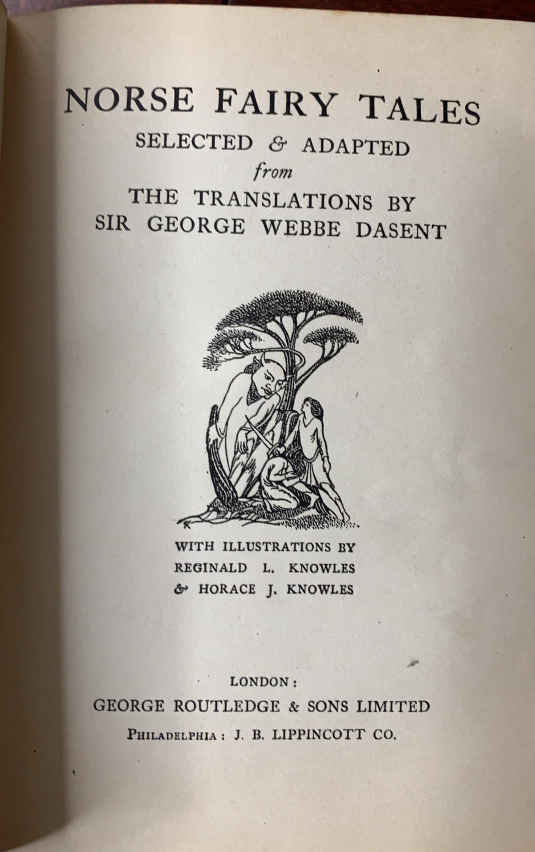 NORSE FAIRY TALES
SELECTED & ADAPTED
from
THE TRANSLATIONS BY
SIR GEORGE WEBBE DASENT
WITH ILLUSTRATIONS BY
REGINALD L. KNOWLES
& HORACE J. KNOWLES
LONDON:
GEORGE ROUTLEDGE & SONS LIMITED
PHILADELPHIA: J. B. LIPPINCOTT CO.